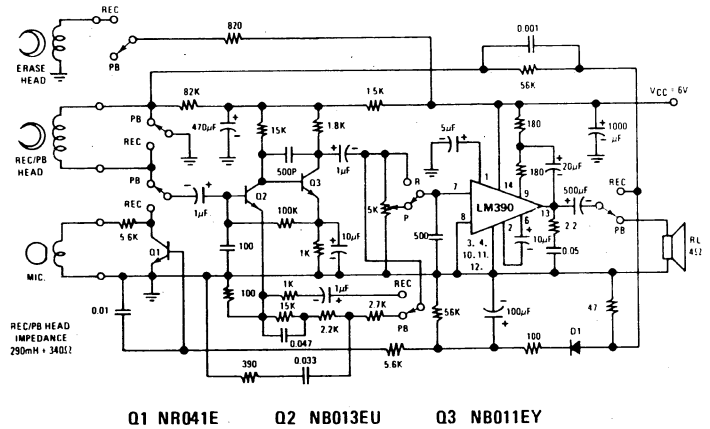 REC
820
0.001
PB
ERASE
HEAD
56K
82K
1.5K
VCC = 6V
PB
470µF
15K
1.8K
180
1000
µF
REC
500P
1µF
5µF
1
14
180
9
20µF
REC/PB
HEAD
PB
Q2
Q3
R
5K
P
7
LM390
13
500µF
REC
1µF
100K
8
2
6
2.2
PB
REC
5.6K
100
1K
10µF
500
3. 4.
10. 11.
12.
10µF
0.05
RL
4Ω
MIC.
Q1
100
1K
1µF
REC
15K
2.2K
2.7K
PB
56K
100µF
47
0.01
0.047
REC/PB HEAD
IMPEDANCE
290mH + 340Ω
390
0.033
5.6K
100
D1
Q1 NR041E Q2 NB013EU Q3 NB011EY